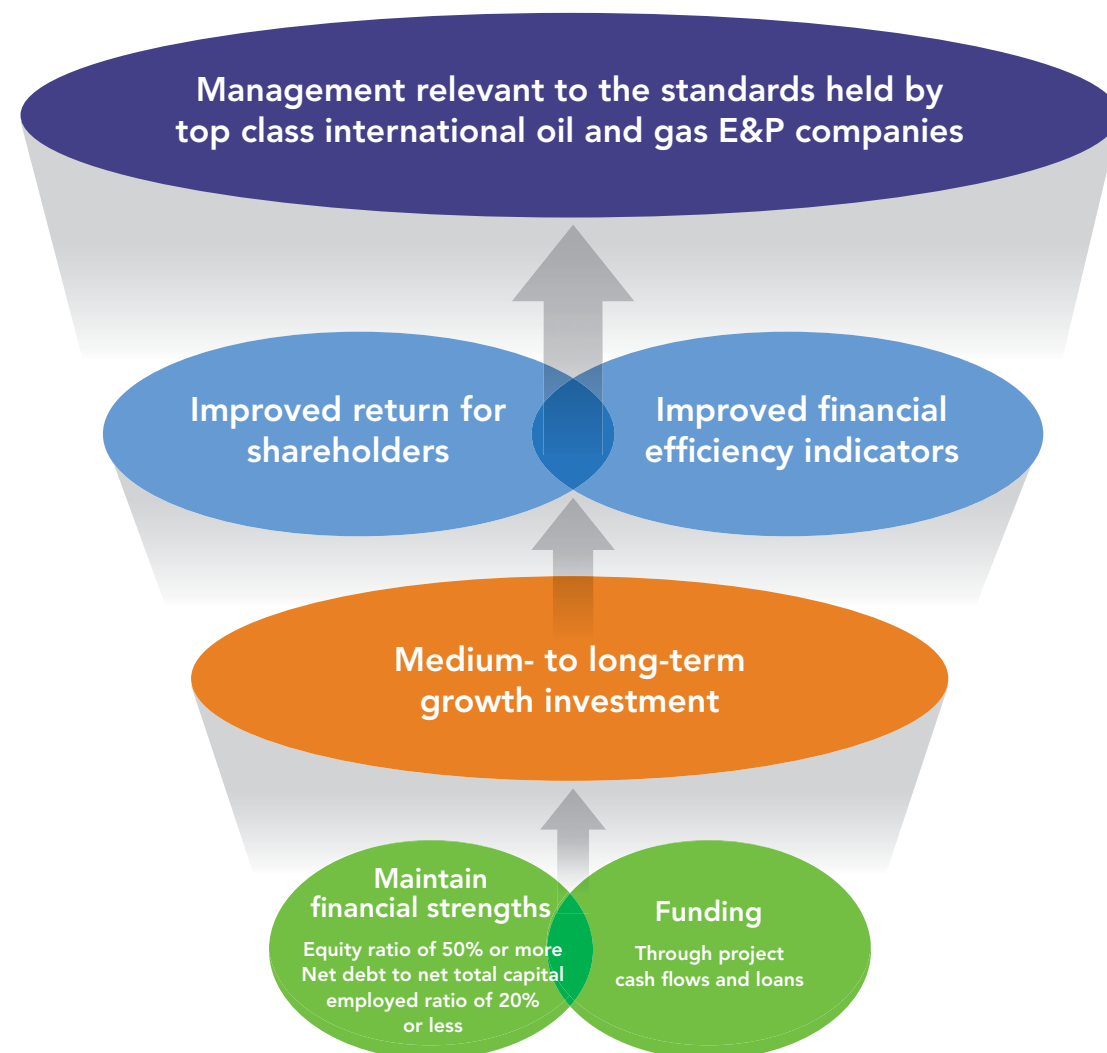 Management relevant to the standards held by
top class international oil and gas E&P companies
Improved return for
shareholders
Improved financial
efficiency indicators
Medium- to long-term
growth investment
Maintain
financial strengths
Equity ratio of 50% or more
Net debt to net total capital
employed ratio of 20%
or less
Funding
Through project
cash flows and loans